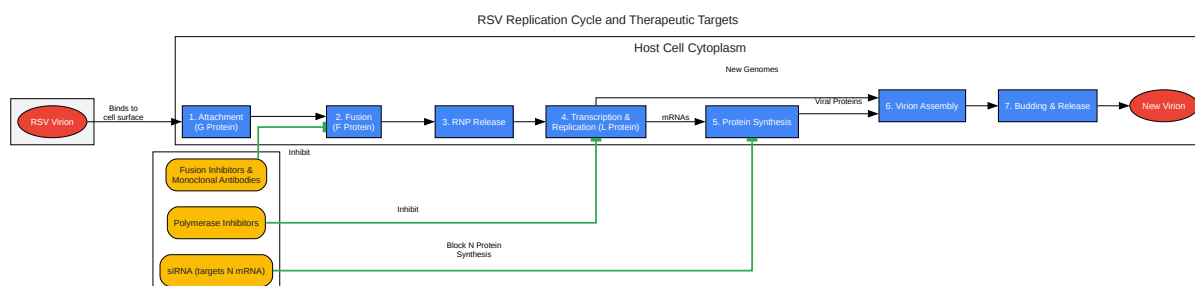 RSV Replication Cycle and Therapeutic Targets
Host Cell Cytoplasm
New Genomes
RSV Virion
Binds to
cell surface
1. Attachment
(G Protein)
2. Fusion
(F Protein)
3. RNP Release
4. Transcription &
Replication (L Protein)
mRNAs
5. Protein Synthesis
Viral Proteins
6. Virion Assembly
7. Budding & Release
New Virion
Inhibit
Fusion Inhibitors &
Monoclonal Antibodies
Inhibit
Polymerase Inhibitors
Block N Protein
Synthesis
siRNA (targets N mRNA)